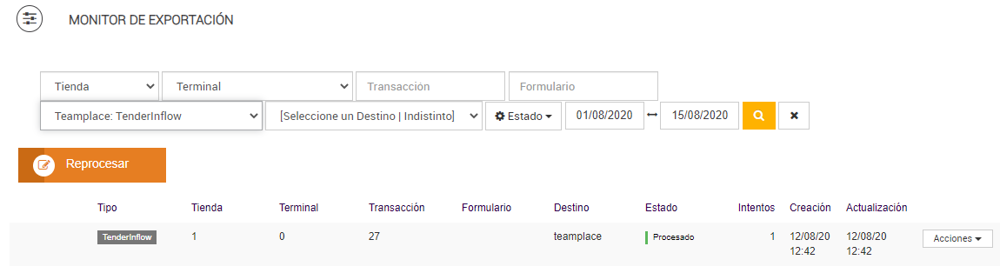 MONITOR DE EXPORTACIÓN
Tienda Terminal Transacción Formulario
Teamplace: TenderInflow [Seleccione un Destino | Indistinto] Estado 01/08/2020 15/08/2020
Reprocesar
Tipo Tienda Terminal Transacción Formulario Destino Estado Intentos Creación Actualización
TenderInflow 1 0 27 teamplace Procesado 1 12/08/20 12/08/20 Acciones
12:42 12:42